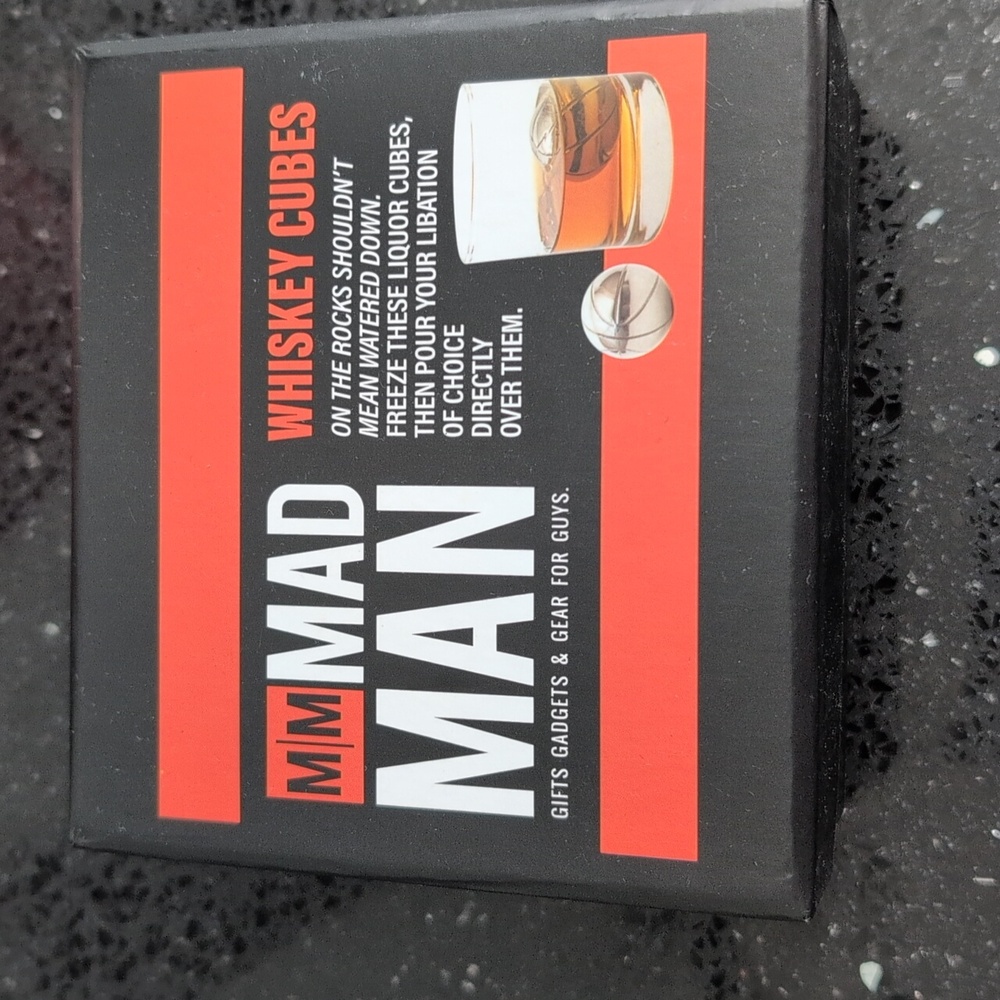 M|M MAD
MAN
GIFTS GADGETS & GEAR FOR GUYS.
WHISKEY CUBES
ON THE ROCKS SHOULDN'T
MEAN WATERED DOWN.
FREEZE THESE LIQUOR CUBES,
THEN POUR YOUR LIBATION
OF CHOICE
DIRECTLY
OVER THEM.